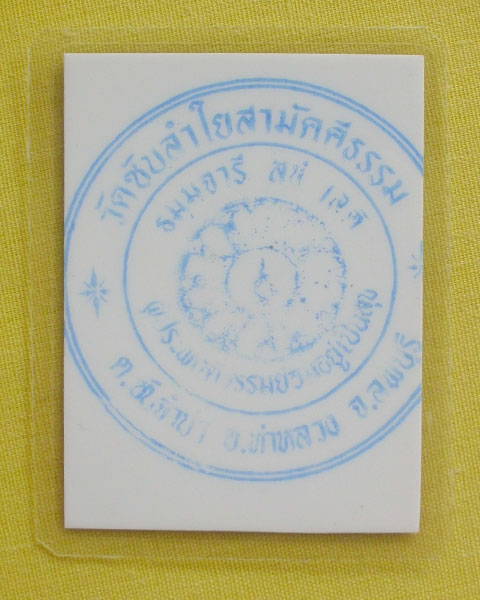 วัดซับลำใยสามัคคีธรรม
ธมฺมจารี สุขํ เสติ
ผู้ประพฤติธรรมย่อมอยู่เป็นสุข
ต.ซับจำปา อ.ท่าหลวง จ.ลพบุรี